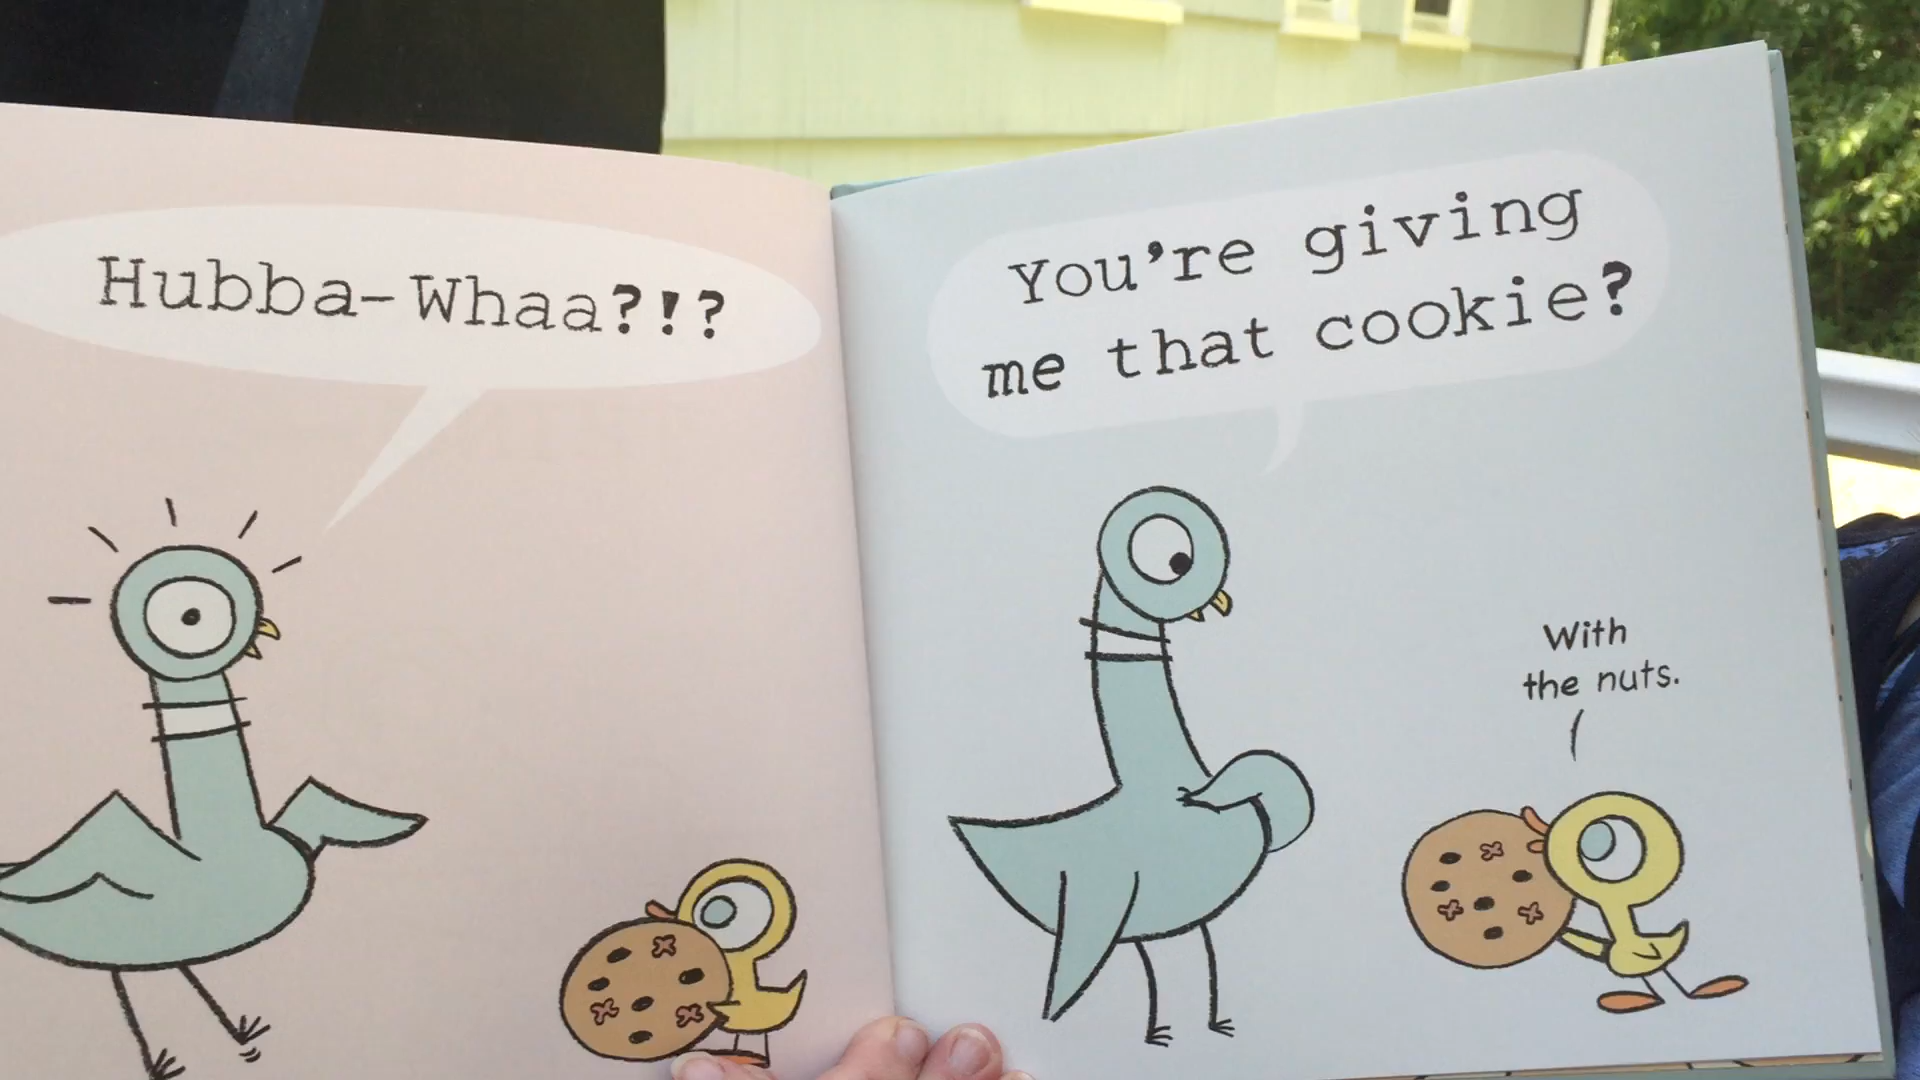 Hubba-Whaa?!?
You're giving
me that cookie?
With
the nuts.